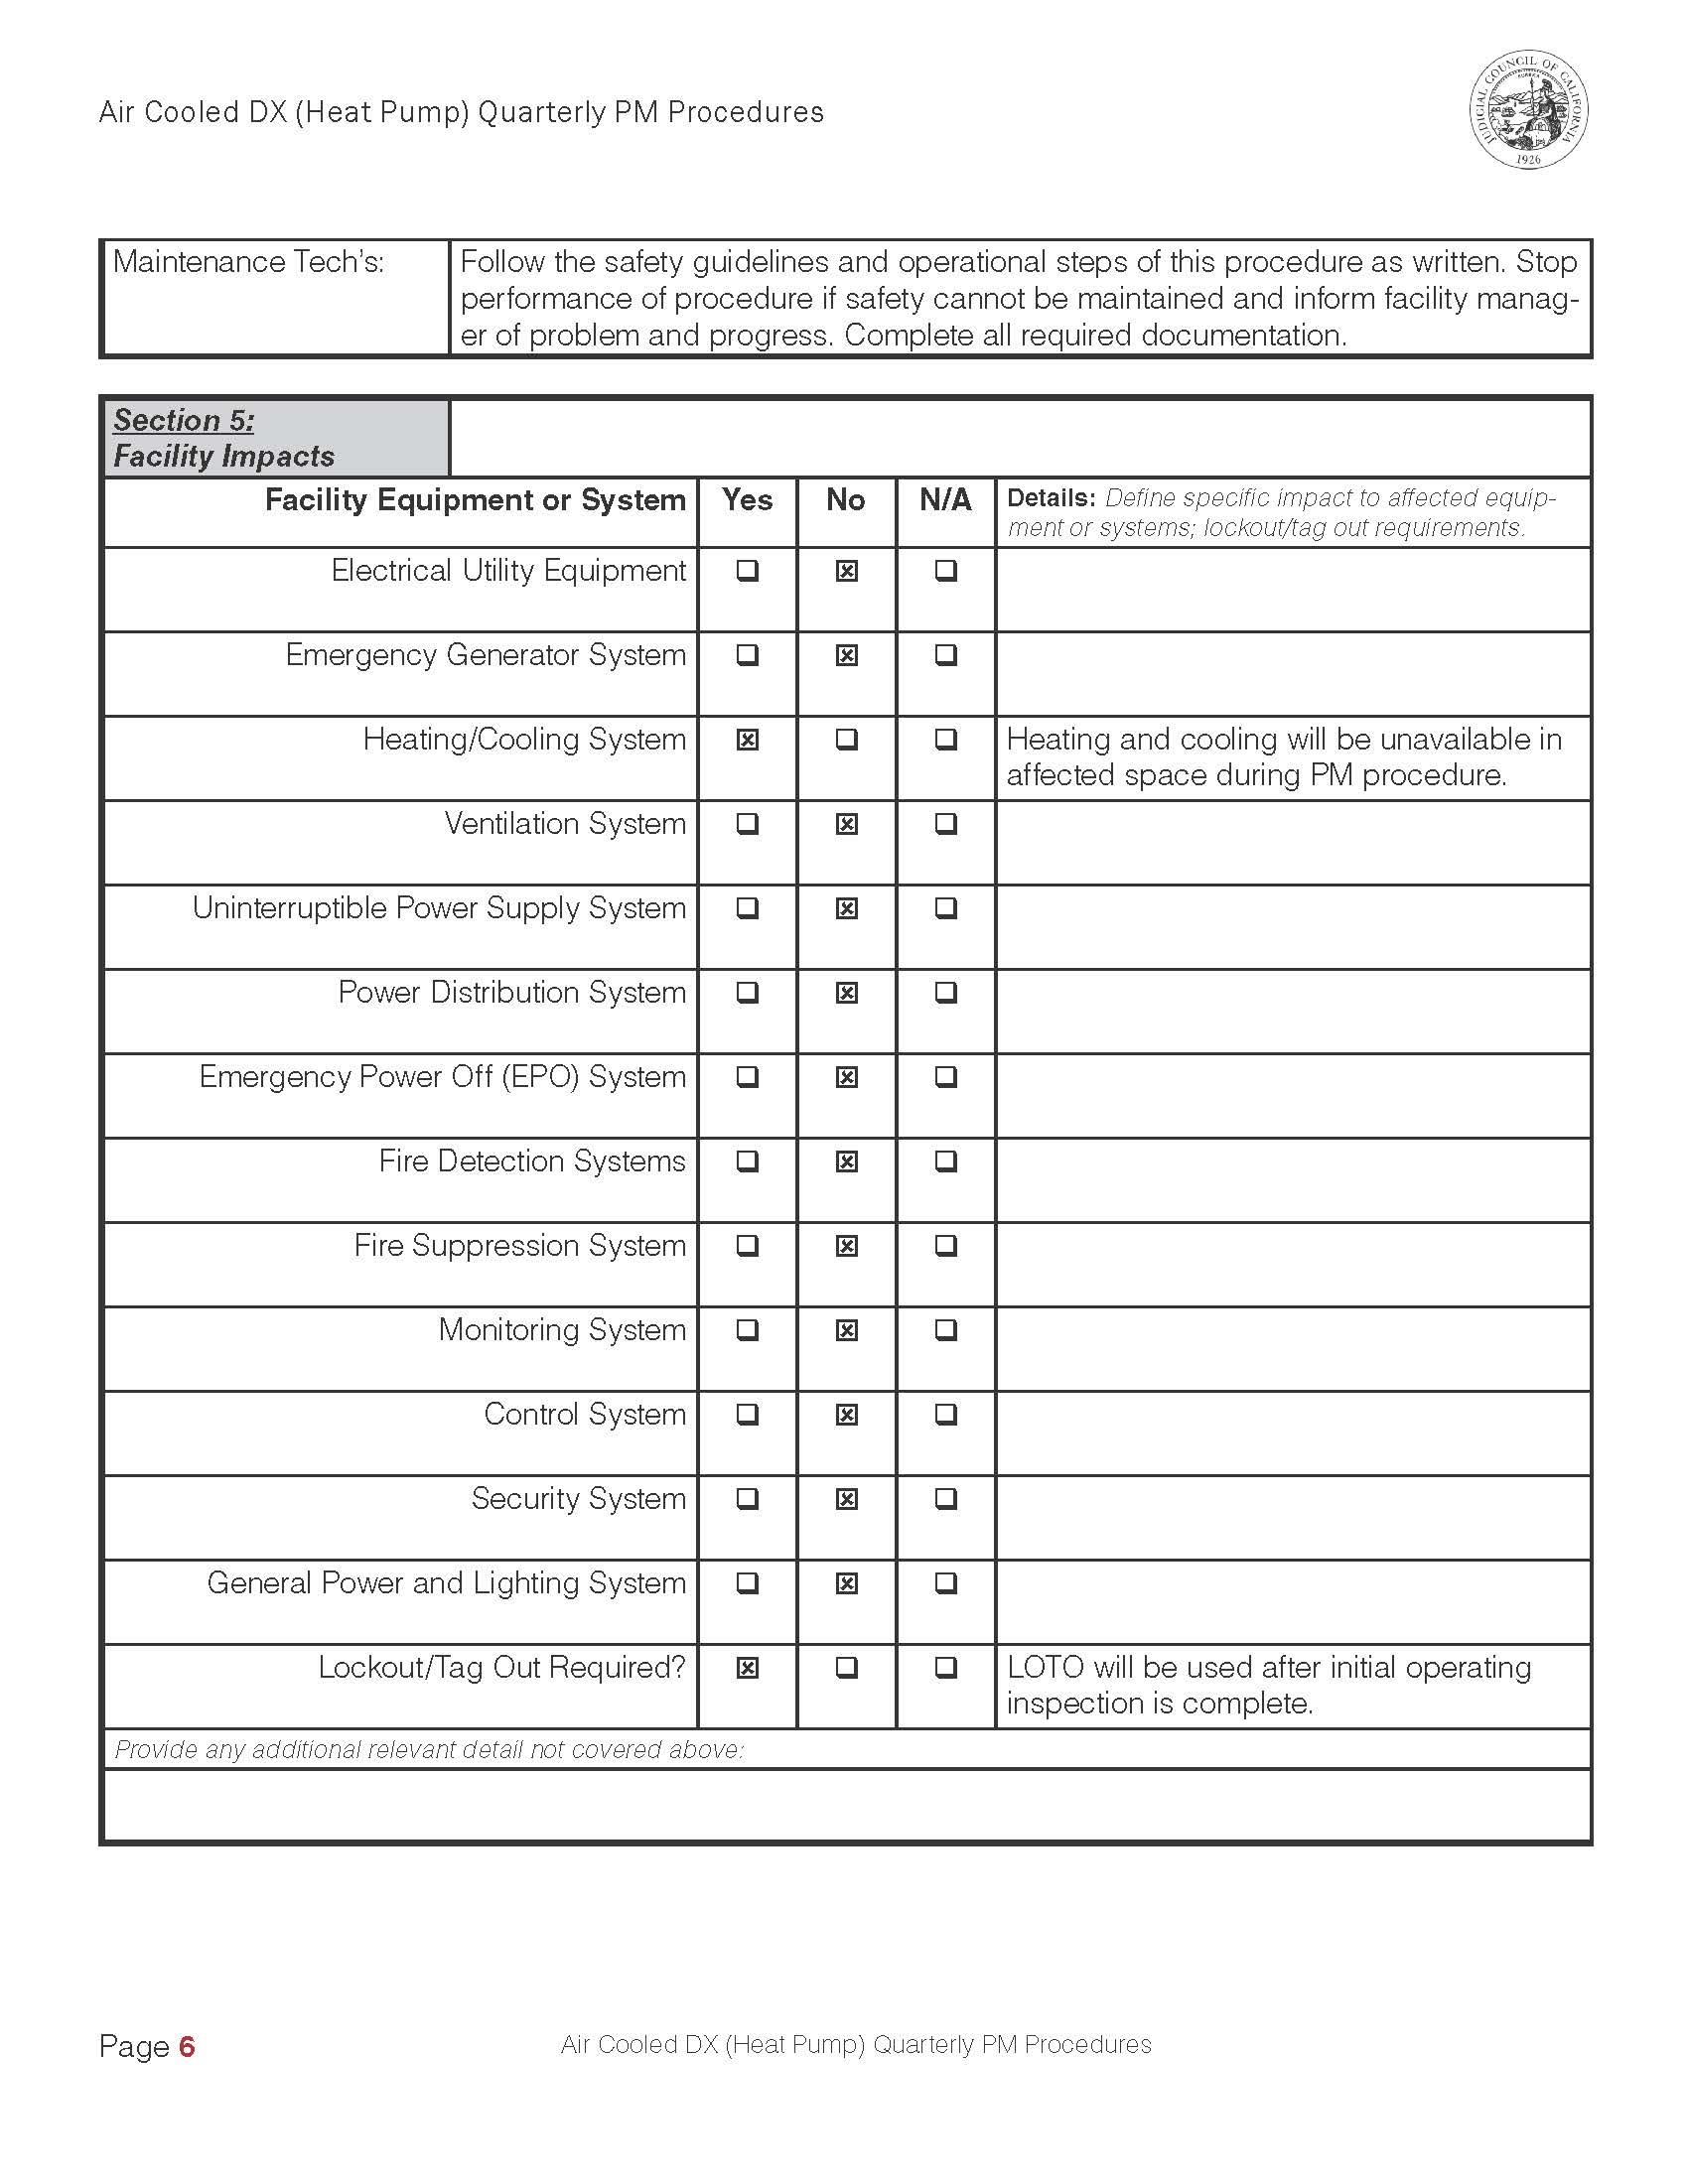 Air Cooled DX (Heat Pump) Quarterly PM Procedures
JUDICIAL COUNCIL OF CALIFORNIA
1926
Maintenance Tech's:
Follow the safety guidelines and operational steps of this procedure as written. Stop
performance of procedure if safety cannot be maintained and inform facility manag-
er of problem and progress. Complete all required documentation.
Section 5:
Facility Impacts
Facility Equipment or System Yes No N/A Details: Define specific impact to affected equip-
ment or systems; lockout/tag out requirements.
Electrical Utility Equipment ❑ ☒ ❑
Emergency Generator System ❑ ☒ ❑
Heating/Cooling System ☒ ❑ ❑ Heating and cooling will be unavailable in
affected space during PM procedure.
Ventilation System ❑ ☒ ❑
Uninterruptible Power Supply System ❑ ☒ ❑
Power Distribution System ❑ ☒ ❑
Emergency Power Off (EPO) System ❑ ☒ ❑
Fire Detection Systems ❑ ☒ ❑
Fire Suppression System ❑ ☒ ❑
Monitoring System ❑ ☒ ❑
Control System ❑ ☒ ❑
Security System ❑ ☒ ❑
General Power and Lighting System ❑ ☒ ❑
Lockout/Tag Out Required? ☒ ❑ ❑ LOTO will be used after initial operating
inspection is complete.
Provide any additional relevant detail not covered above:
Page 6
Air Cooled DX (Heat Pump) Quarterly PM Procedures